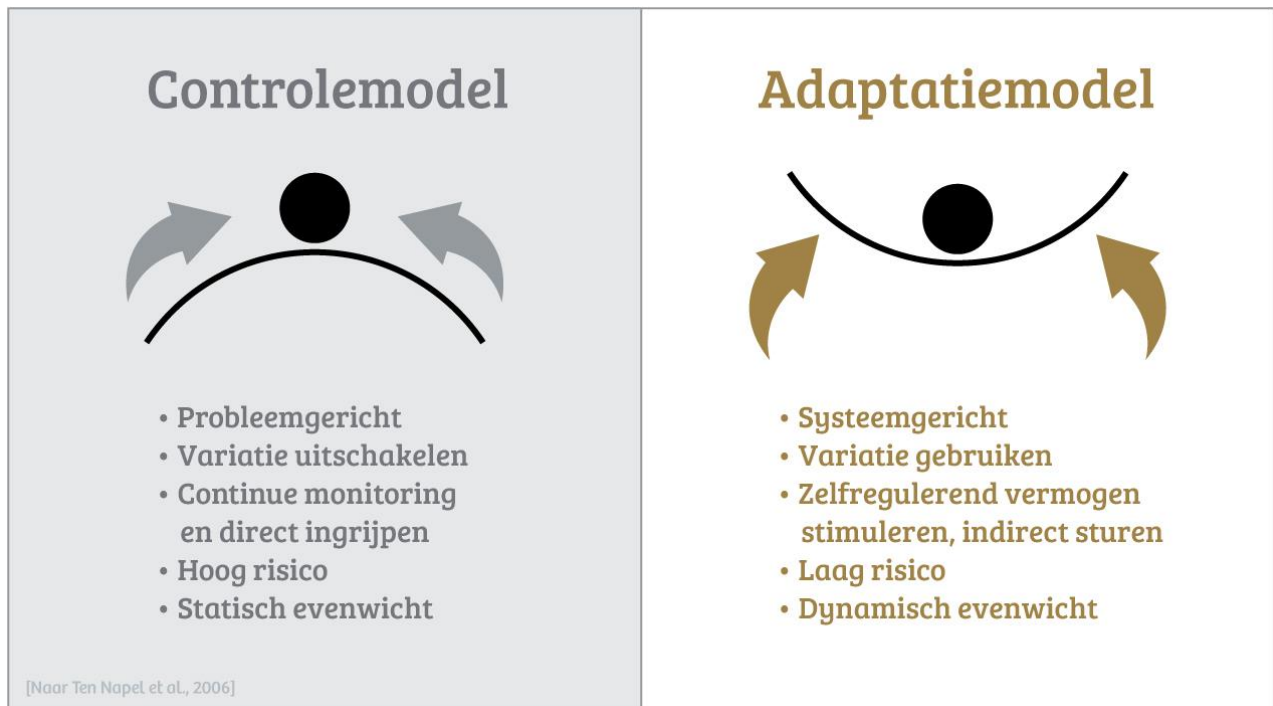 Controlemodel
• Probleemgericht
• Variatie uitschakelen
• Continue monitoring
en direct ingrijpen
• Hoog risico
• Statisch evenwicht
[Naar Ten Napel et al., 2006]
Adaptatiemodel
• Systeemgericht
• Variatie gebruiken
• Zelfregulerend vermogen
stimuleren, indirect sturen
• Laag risico
• Dynamisch evenwicht